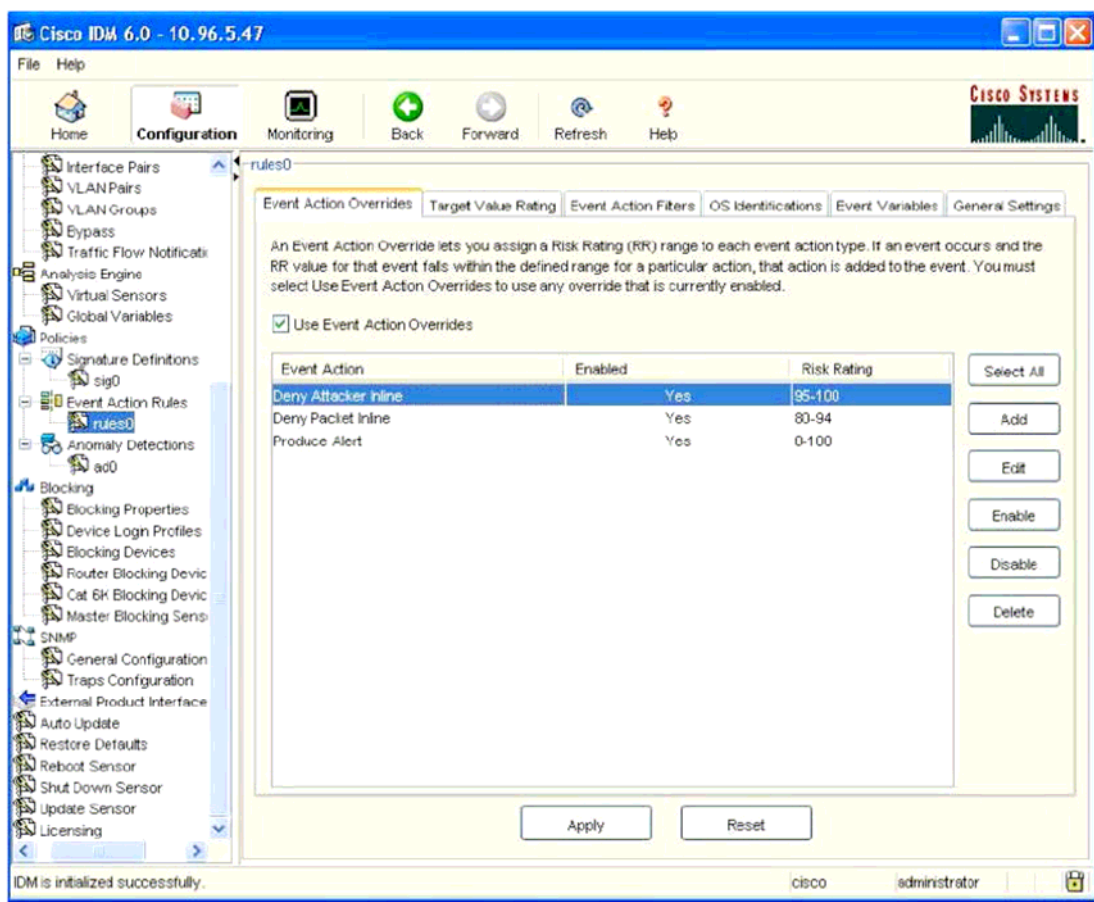 Cisco IDM 6.0 - 10.96.5.47
File Help
Home Configuration Monitoring Back Forward Refresh Help
CISCO SYSTEMS
Interface Pairs
VLAN Pairs
VLAN Groups
Bypass
Traffic Flow Notificati
Analysis Engine
Virtual Sensors
Global Variables
Policies
Signature Definitions
sig0
Event Action Rules
rules0
Anomaly Detections
ad0
Blocking
Blocking Properties
Device Login Profiles
Blocking Devices
Router Blocking Devic
Cat 6K Blocking Devic
Master Blocking Sens
SNMP
General Configuration
Traps Configuration
External Product Interface
Auto Update
Restore Defaults
Reboot Sensor
Shut Down Sensor
Update Sensor
Licensing
rules0
Event Action Overrides Target Value Rating Event Action Filters OS Identifications Event Variables General Settings
An Event Action Override lets you assign a Risk Rating (RR) range to each event action type. If an event occurs and the
RR value for that event falls within the defined range for a particular action, that action is added to the event. You must
select Use Event Action Overrides to use any override that is currently enabled.
Use Event Action Overrides
Event Action Enabled Risk Rating
Deny Attacker Inline Yes 95-100
Deny Packet Inline Yes 80-94
Produce Alert Yes 0-100
Select All
Add
Edit
Enable
Disable
Delete
Apply Reset
IDM is initialized successfully. cisco administrator